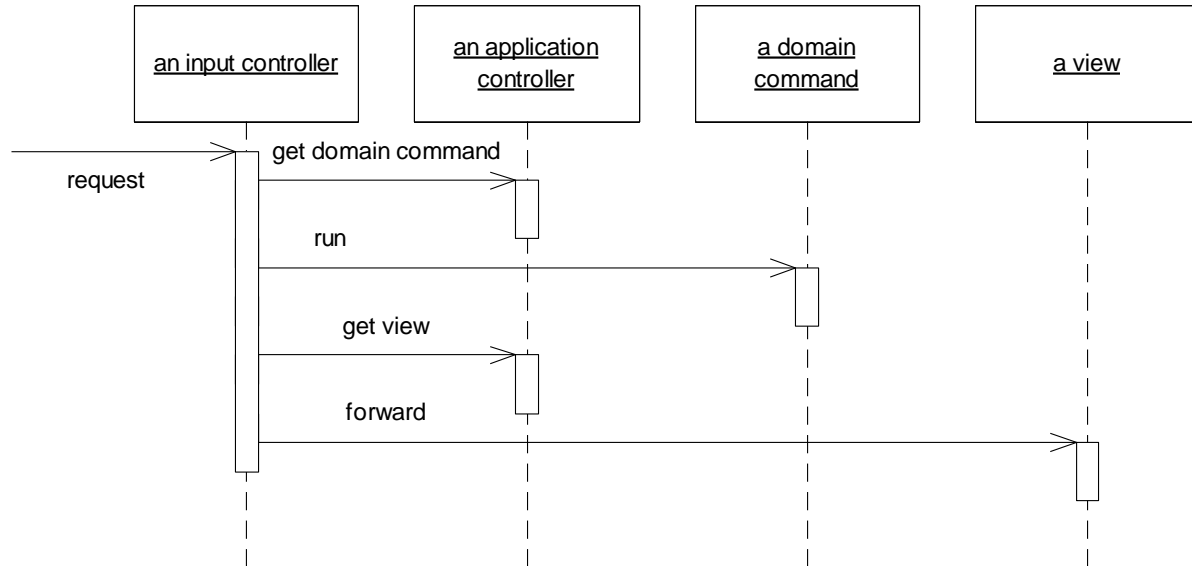 an input controller
an application
controller
a domain
command
a view
request
get domain command
run
get view
forward